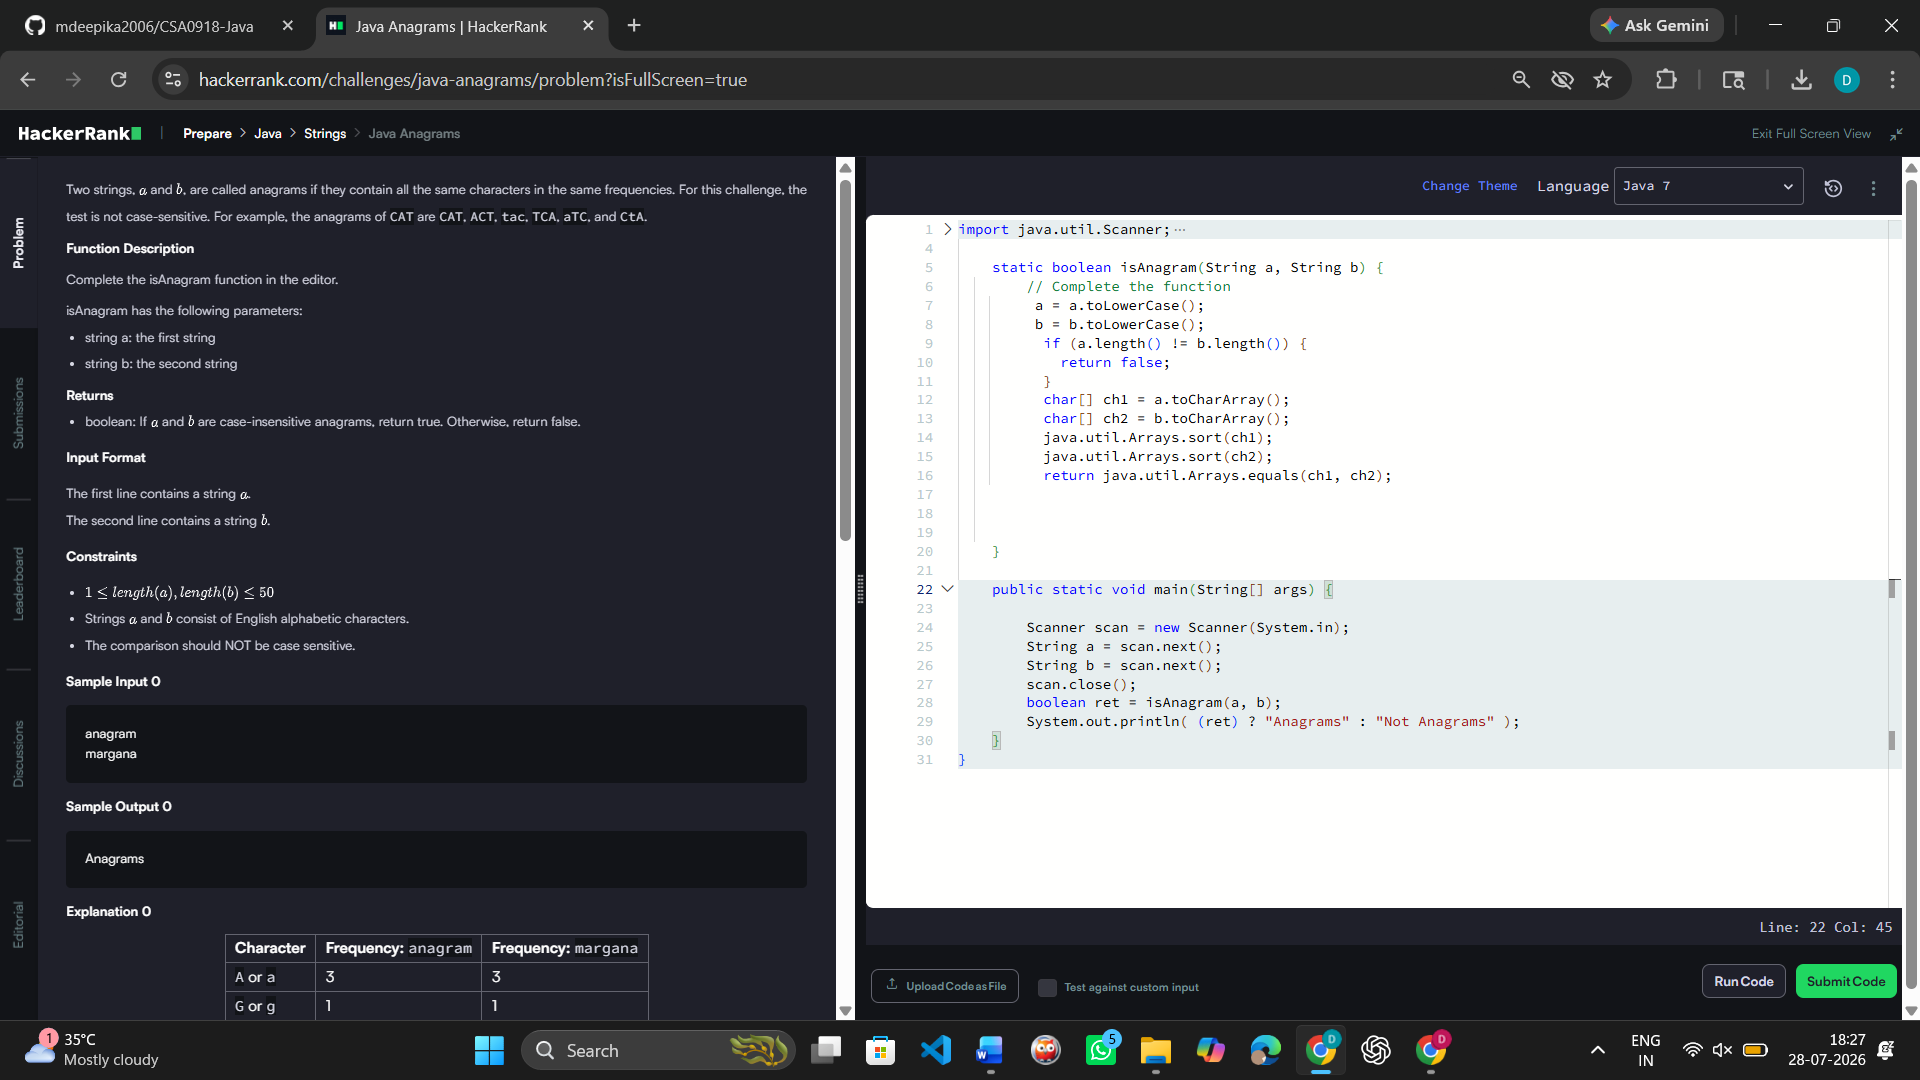 mdeepika2006/CSA0918-Java
Java Anagrams | HackerRank
Ask Gemini
hackerrank.com/challenges/java-anagrams/problem?isFullScreen=true
D
HackerRank
Prepare > Java > Strings > Java Anagrams
Exit Full Screen View
Problem
Submissions
Leaderboard
Discussions
Editorial
Two strings, a and b, are called anagrams if they contain all the same characters in the same frequencies. For this challenge, the
test is not case-sensitive. For example, the anagrams of CAT are CAT, ACT, tac, TCA, aTC, and CtA.
Function Description
Complete the isAnagram function in the editor.
isAnagram has the following parameters:
• string a: the first string
• string b: the second string
Returns
• boolean: If a and b are case-insensitive anagrams, return true. Otherwise, return false.
Input Format
The first line contains a string a.
The second line contains a string b.
Constraints
• 1 ≤ length(a), length(b) ≤ 50
• Strings a and b consist of English alphabetic characters.
• The comparison should NOT be case sensitive.
Sample Input 0
anagram
margana
Sample Output 0
Anagrams
Explanation 0
Character Frequency: anagram Frequency: margana
A or a 3 3
G or g 1 1
Change Theme Language Java 7
1 import java.util.Scanner;···
4
5 static boolean isAnagram(String a, String b) {
6 // Complete the function
7 a = a.toLowerCase();
8 b = b.toLowerCase();
9 if (a.length() != b.length()) {
10 return false;
11 }
12 char[] ch1 = a.toCharArray();
13 char[] ch2 = b.toCharArray();
14 java.util.Arrays.sort(ch1);
15 java.util.Arrays.sort(ch2);
16 return java.util.Arrays.equals(ch1, ch2);
17
18
19
20 }
21
22 public static void main(String[] args) {
23
24 Scanner scan = new Scanner(System.in);
25 String a = scan.next();
26 String b = scan.next();
27 scan.close();
28 boolean ret = isAnagram(a, b);
29 System.out.println( (ret) ? "Anagrams" : "Not Anagrams" );
30 }
31 }
Line: 22 Col: 45
Upload Code as File
Test against custom input
Run Code
Submit Code
1
35°C
Mostly cloudy
Search
5
D
D
ENG
IN
18:27
28-07-2026